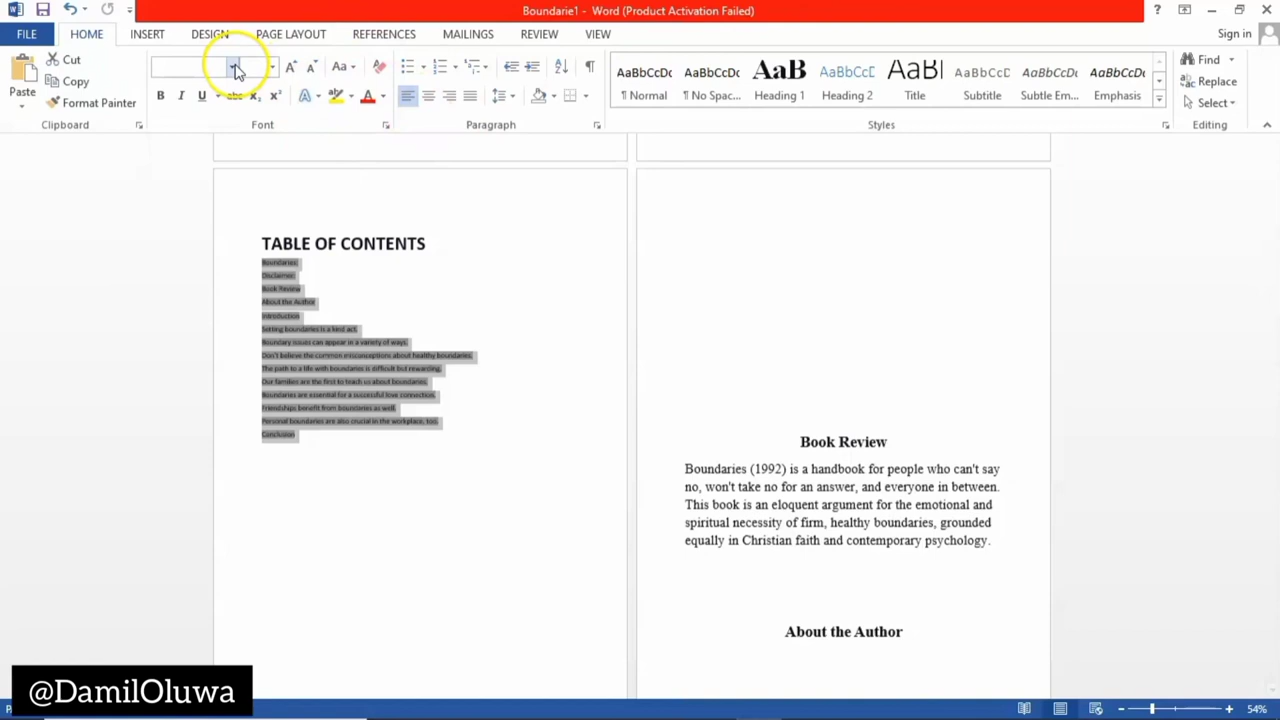 Boundarie1 - Word (Product Activation Failed)
FILE HOME INSERT DESIGN PAGE LAYOUT REFERENCES MAILINGS REVIEW VIEW Sign in
Paste
Cut
Copy
Format Painter
Clipboard
Aa
B I U abc x₂ x² A A
Font
Paragraph
AaBbCcDc AaBbCcDc AaB AaBbCcD AaB AaBbCcD AaBbCcDc AaBbCcDc
¶ Normal ¶ No Spac... Heading 1 Heading 2 Title Subtitle Subtle Em... Emphasis
Styles
Find
Replace
Select
Editing
TABLE OF CONTENTS
Boundaries:
Disclaimer:
Book Review
About the Author
Introduction
Setting boundaries is a kind act.
Boundary issues can appear in a variety of ways.
Don't believe the common misconceptions about healthy boundaries.
The path to a life with boundaries is difficult but rewarding.
Our families are the first to teach us about boundaries.
Boundaries are essential for a successful love connection.
Friendships benefit from boundaries as well.
Personal boundaries are also crucial in the workplace, too.
Conclusion
Book Review
Boundaries (1992) is a handbook for people who can't say
no, won't take no for an answer, and everyone in between.
This book is an eloquent argument for the emotional and
spiritual necessity of firm, healthy boundaries, grounded
equally in Christian faith and contemporary psychology.
About the Author
@DamilOluwa
54%